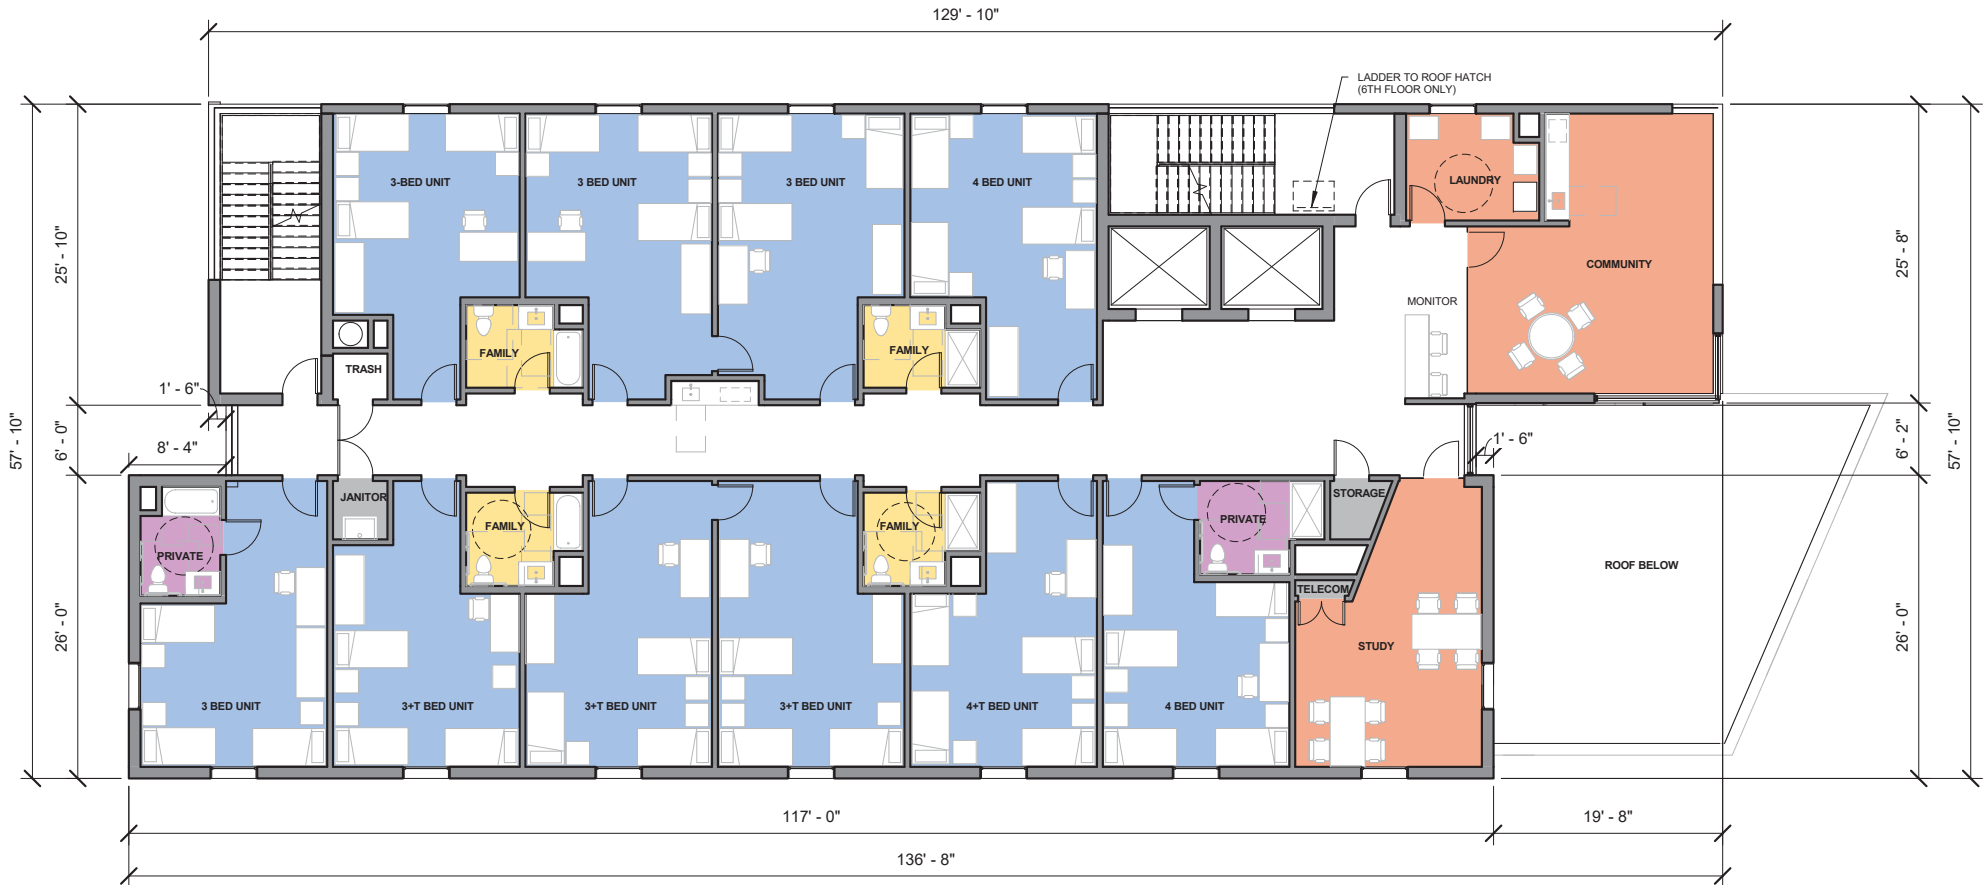 129' - 10"
LADDER TO ROOF HATCH
(6TH FLOOR ONLY)
3-BED UNIT
3 BED UNIT
3 BED UNIT
4 BED UNIT
LAUNDRY
COMMUNITY
25' - 10"
25' - 8"
MONITOR
FAMILY
FAMILY
TRASH
1' - 6"
57' - 10"
6' - 0"
8' - 4"
1' - 6"
6' - 2"
57' - 10"
JANITOR
STORAGE
PRIVATE
FAMILY
FAMILY
PRIVATE
ROOF BELOW
TELECOM
26' - 0"
26' - 0"
STUDY
3 BED UNIT
3+T BED UNIT
3+T BED UNIT
3+T BED UNIT
4+T BED UNIT
4 BED UNIT
117' - 0"
19' - 8"
136' - 8"